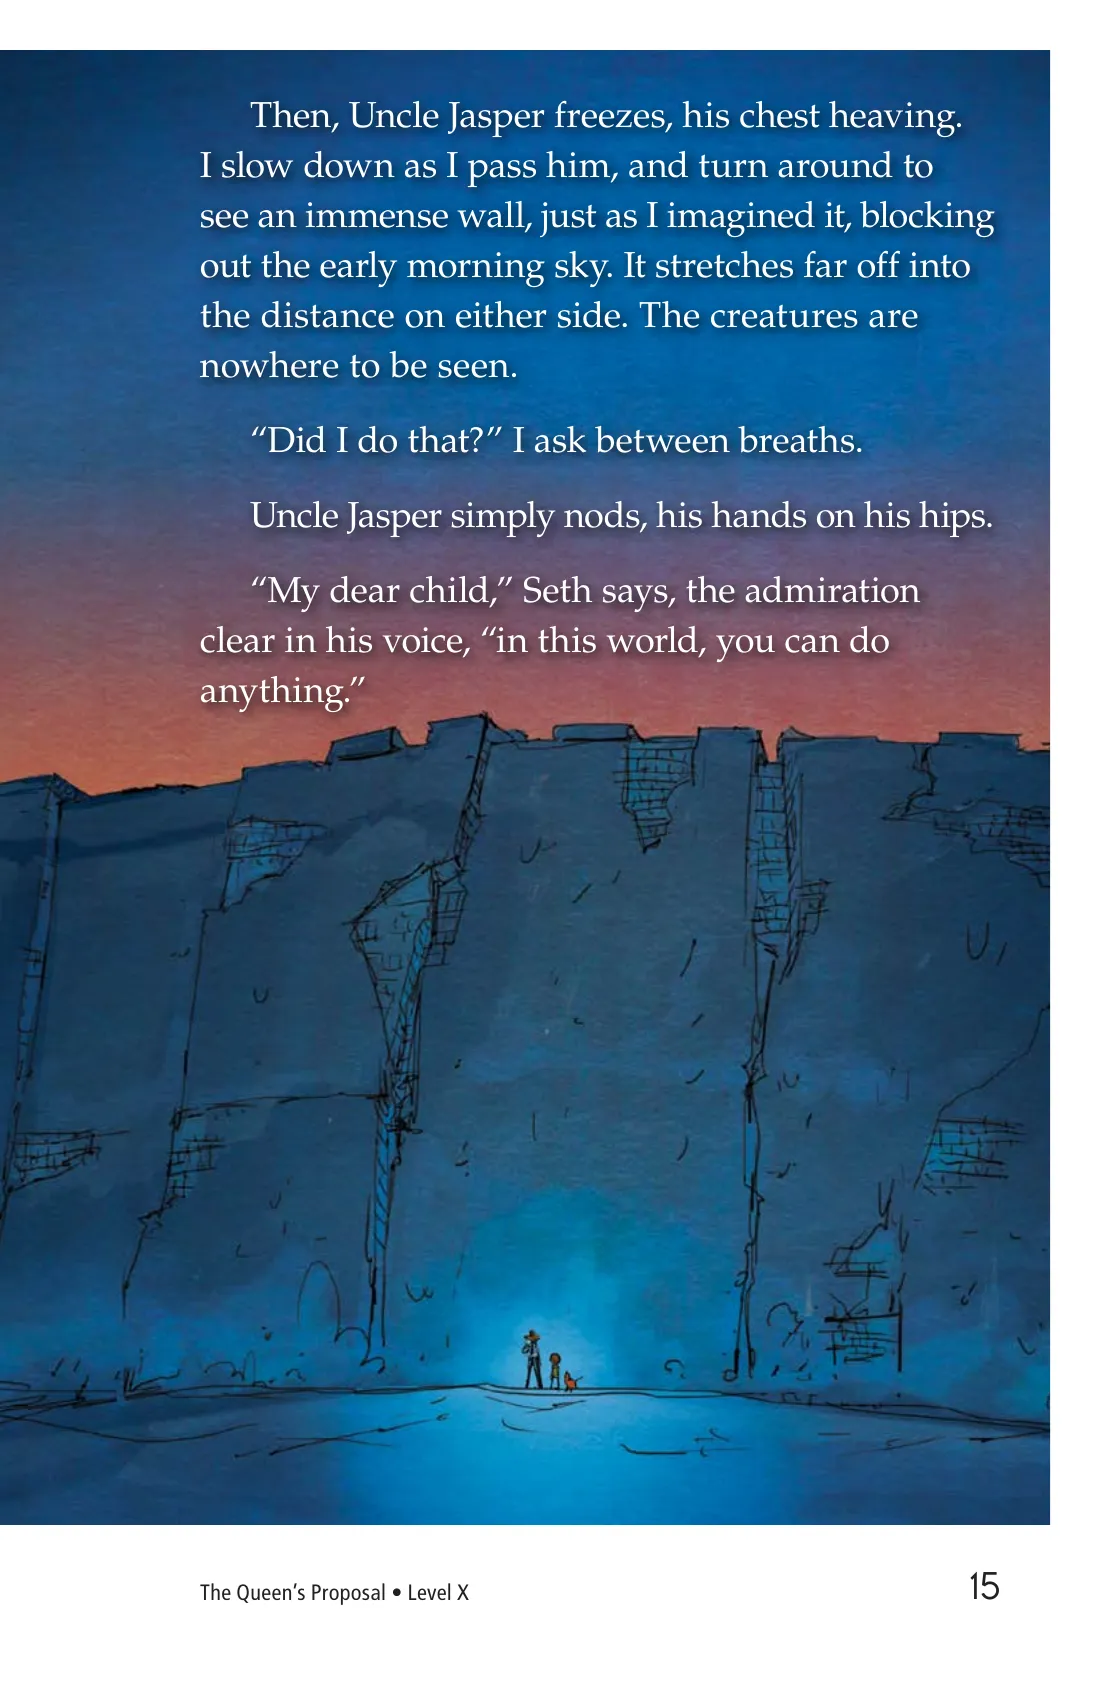 Then, Uncle Jasper freezes, his chest heaving.
I slow down as I pass him, and turn around to
see an immense wall, just as I imagined it, blocking
out the early morning sky. It stretches far off into
the distance on either side. The creatures are
nowhere to be seen.
“Did I do that?” I ask between breaths.
Uncle Jasper simply nods, his hands on his hips.
“My dear child,” Seth says, the admiration
clear in his voice, “in this world, you can do
anything.”
The Queen’s Proposal • Level X
15